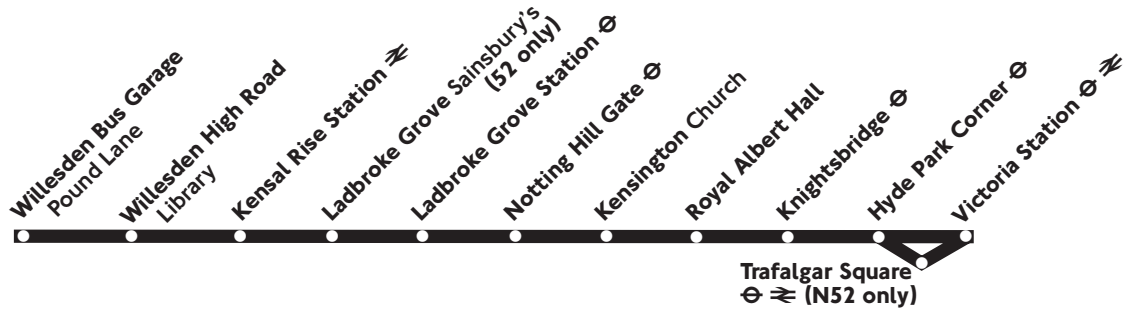 Willesden Bus Garage
Pound Lane
Willesden High Road
Library
Kensal Rise Station
Ladbroke Grove Sainsbury's
(52 only)
Ladbroke Grove Station
Notting Hill Gate
Kensington Church
Royal Albert Hall
Knightsbridge
Hyde Park Corner
Victoria Station
Trafalgar Square
(N52 only)